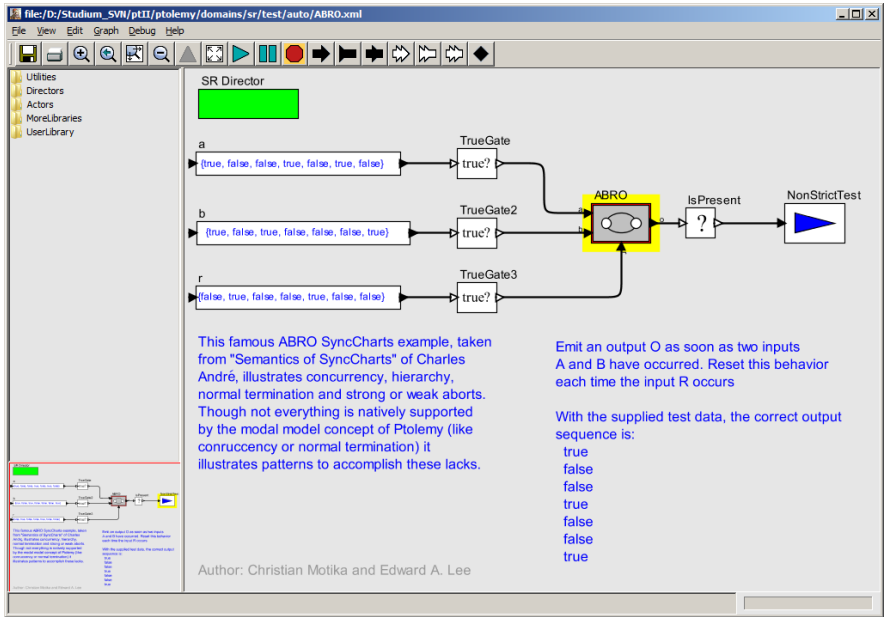 file:/D:/Studium_SVN/ptII/ptolemy/domains/sr/test/auto/ABRO.xml
File View Edit Graph Debug Help
Utilities
Directors
Actors
MoreLibraries
UserLibrary
SR Director
a
{true, false, false, true, false, true, false}
TrueGate
true?
b
{true, false, true, false, false, false, true}
TrueGate2
true?
r
{false, true, false, false, true, false, false}
TrueGate3
true?
ABRO
a
b
o
IsPresent
?
NonStrictTest
This famous ABRO SyncCharts example, taken
from "Semantics of SyncCharts" of Charles
André, illustrates concurrency, hierarchy,
normal termination and strong or weak aborts.
Though not everything is natively supported
by the modal model concept of Ptolemy (like
conruccency or normal termination) it
illustrates patterns to accomplish these lacks.
Emit an output O as soon as two inputs
A and B have occurred. Reset this behavior
each time the input R occurs
With the supplied test data, the correct output
sequence is:
true
false
false
true
false
false
true
Author: Christian Motika and Edward A. Lee